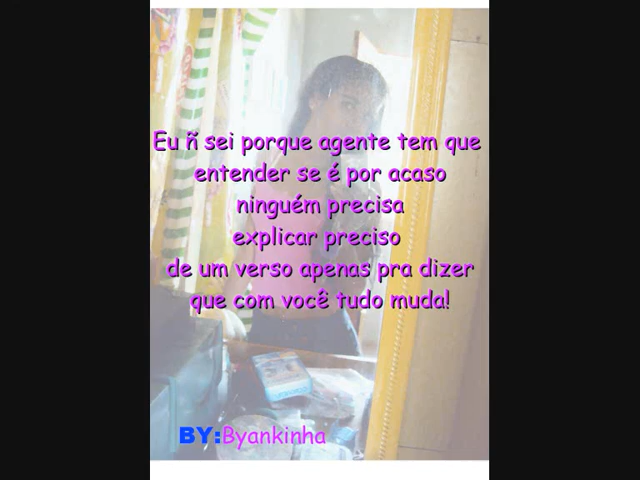 Eu ñ sei porque agente tem que
entender se é por acaso
ninguém precisa
explicar preciso
de um verso apenas pra dizer
que com você tudo muda!
BY:Byankinha